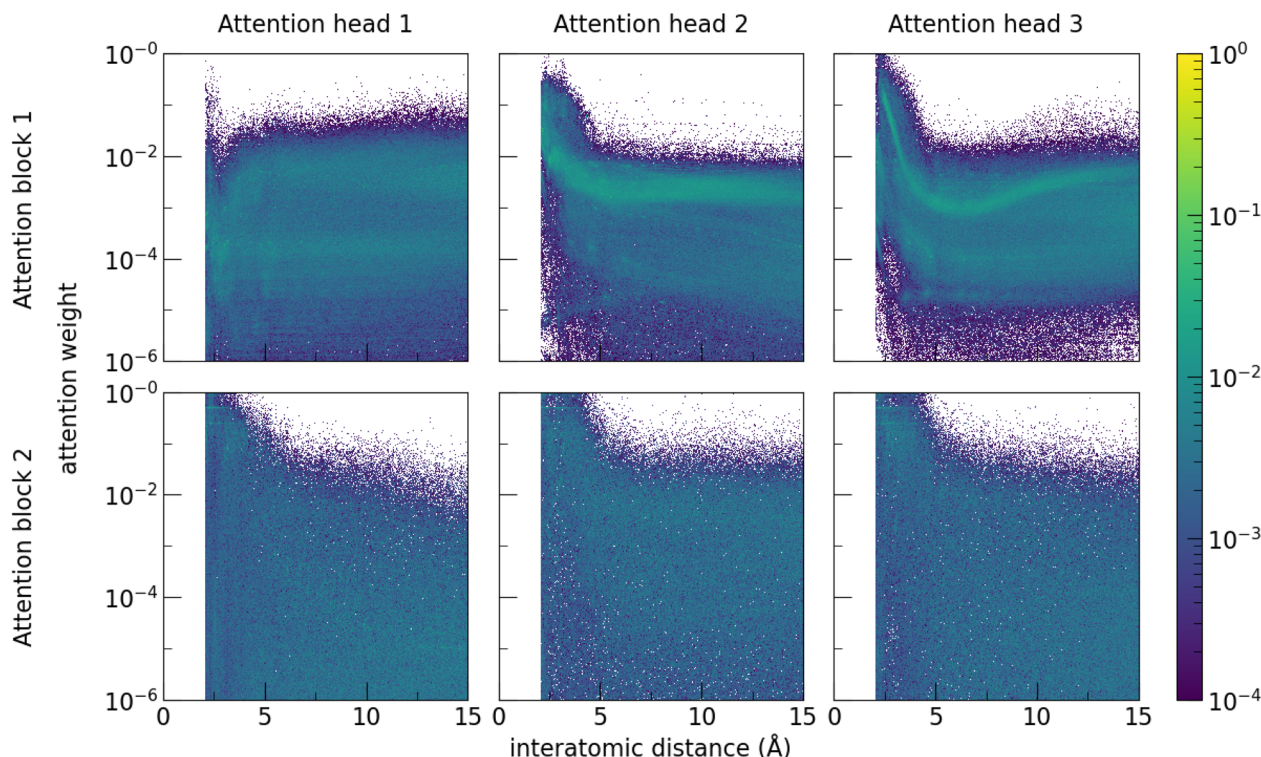 Attention head 1 Attention head 2 Attention head 3
Attention block 1
Attention block 2
attention weight
10⁻⁰
10⁻²
10⁻⁴
10⁻⁶
10⁻⁰
10⁻²
10⁻⁴
10⁻⁶
0 5 10 15 0 5 10 15 0 5 10 15
interatomic distance (Å)
10⁰
10⁻¹
10⁻²
10⁻³
10⁻⁴